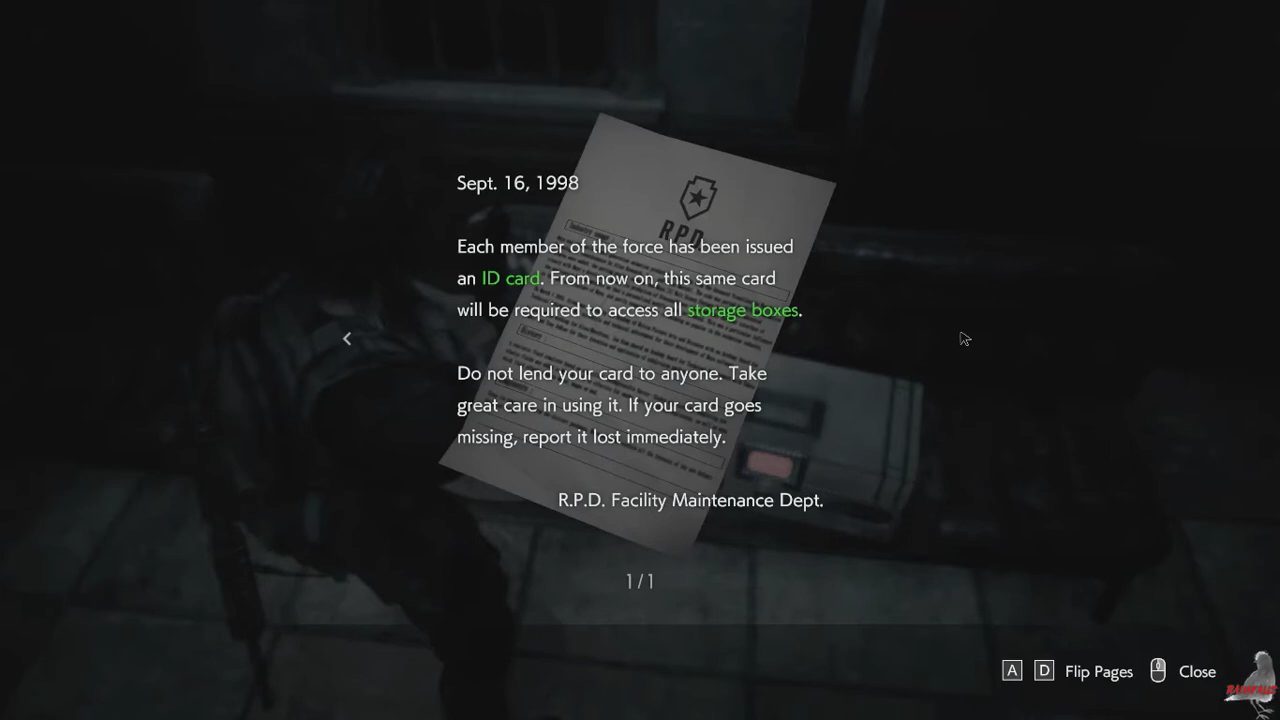 Sept. 16, 1998
R.P.D.
Each member of the force has been issued
an ID card. From now on, this same card
will be required to access all storage boxes.
Do not lend your card to anyone. Take
great care in using it. If your card goes
missing, report it lost immediately.
R.P.D. Facility Maintenance Dept.
1/1
A D Flip Pages Close